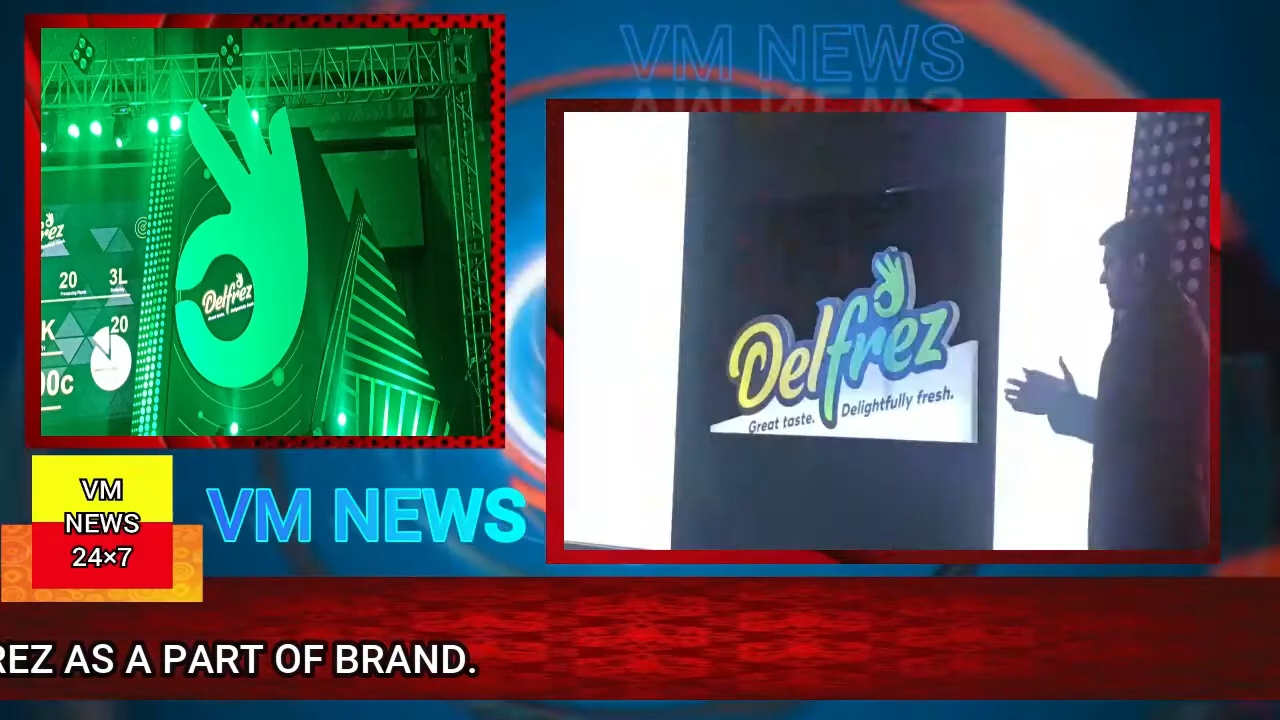 VM NEWS
rez
20
3L
K
20
00c
Delfrez
Delfrez
Great taste. Delightfully fresh.
VM
NEWS
24×7
VM NEWS
REZ AS A PART OF BRAND.